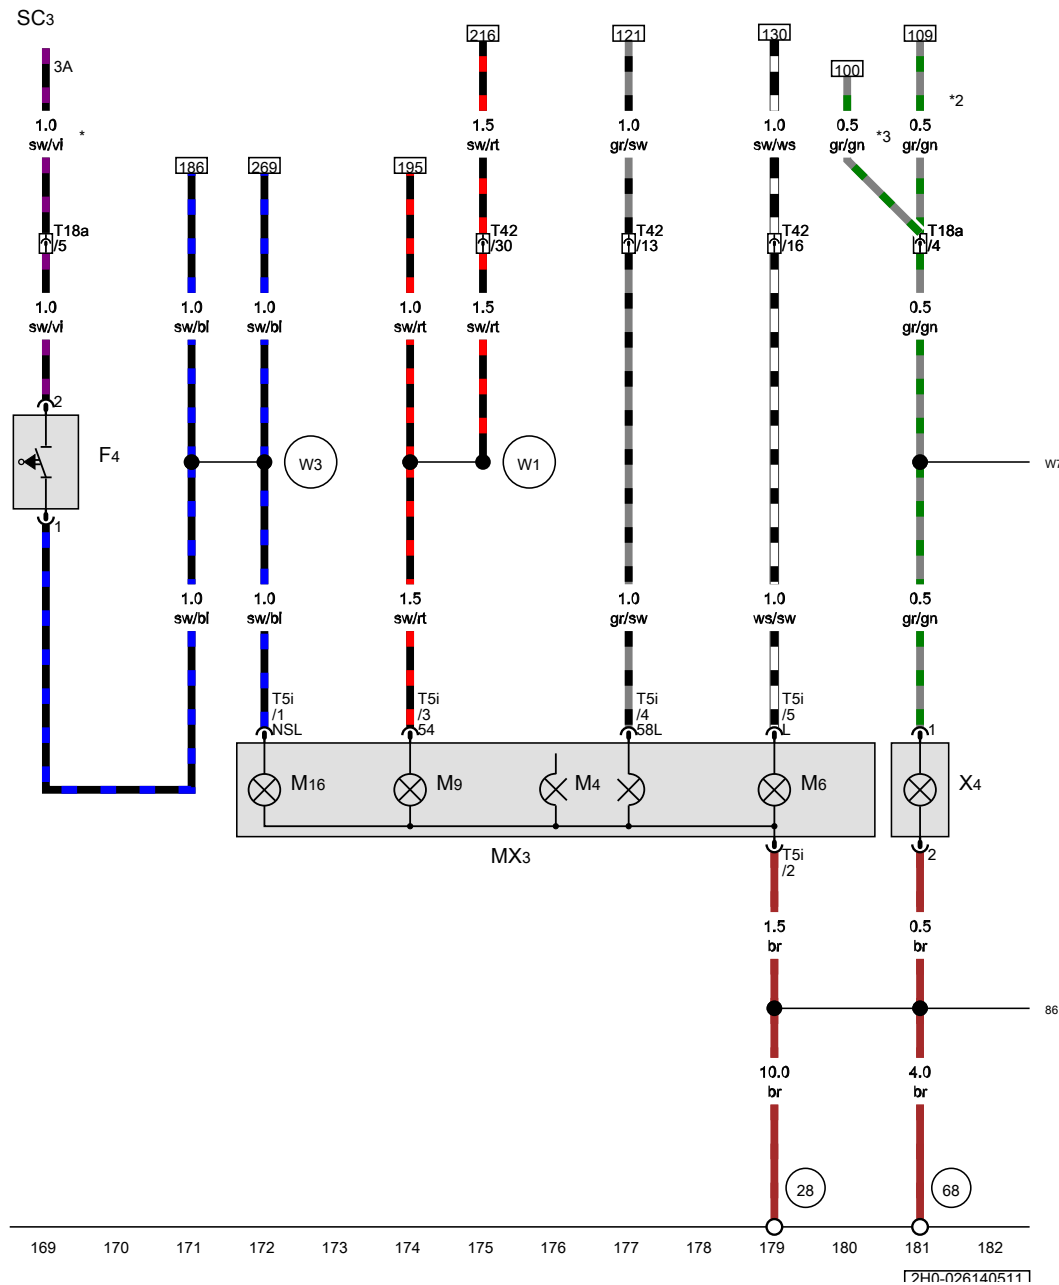 SC3
216
121
130
109
3A
100
*2
1.0
*
1.5
1.0
1.0
0.5
*3
0.5
sw/vi
sw/rt
gr/sw
sw/ws
gr/gn
gr/gn
186
269
195
T18a
/5
T42
/30
T42
/13
T42
/16
T18a
/4
1.0
1.0
1.0
1.0
1.5
0.5
sw/vi
sw/bl
sw/bl
sw/rt
sw/rt
gr/gn
2
F4
W3
W1
W7
1
1.0
1.0
1.5
1.0
1.0
0.5
sw/bl
sw/bl
sw/rt
gr/sw
ws/sw
gr/gn
T5i
/1
NSL
T5i
/3
54
T5i
/4
58L
T5i
/5
L
1
M16
M9
M4
M6
X4
MX3
T5i
/2
2
1.5
0.5
br
br
86
10.0
4.0
br
br
28
68
169 170 171 172 173 174 175 176 177 178 179 180 181 182
2H0-026140511